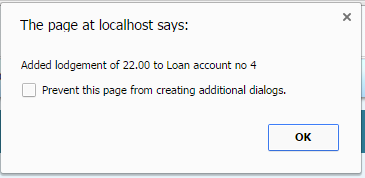 The page at localhost says:
Added lodgement of 22.00 to Loan account no 4
Prevent this page from creating additional dialogs.
OK